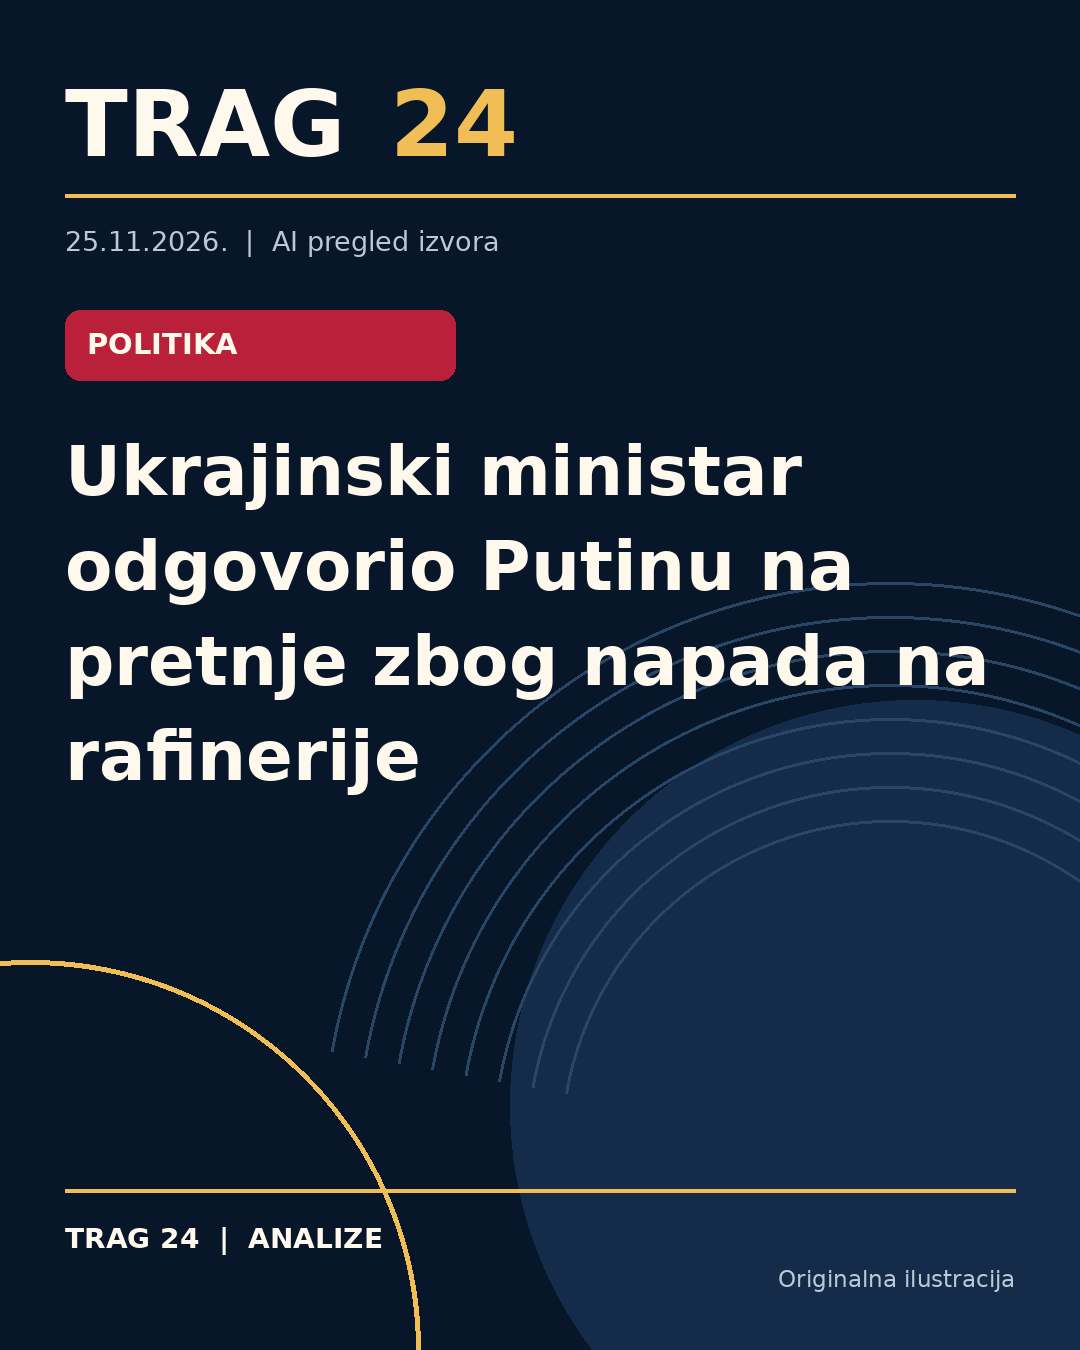 TRAG 24
25.11.2026. | AI pregled izvora
POLITIKA
Ukrajinski ministar
odgovorio Putinu na
pretnje zbog napada na
rafinerije
TRAG 24 | ANALIZE
Originalna ilustracija